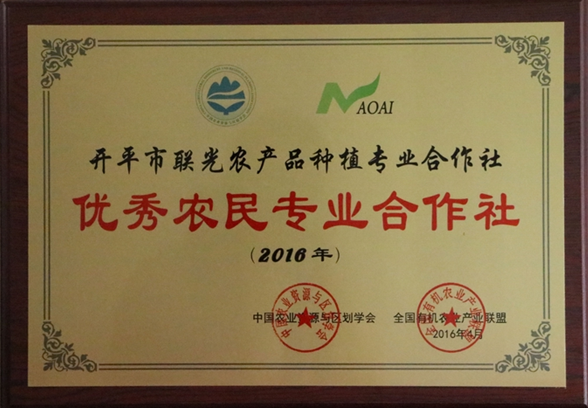 NAOAI
开平市联光农产品种植专业合作社
优秀农民专业合作社
(2016年)
中国农业资源与区划学会 全国有机农业产业联盟
2016年4月